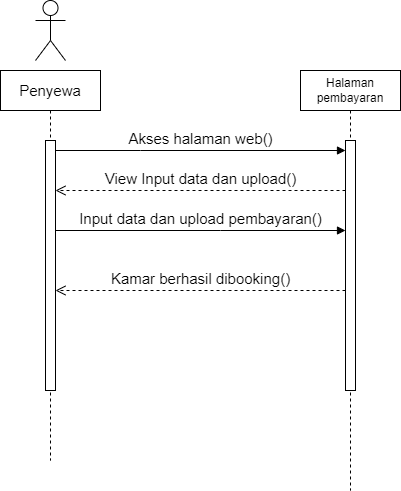 Penyewa
Halaman
pembayaran
Akses halaman web()
View Input data dan upload()
Input data dan upload pembayaran()
Kamar berhasil dibooking()